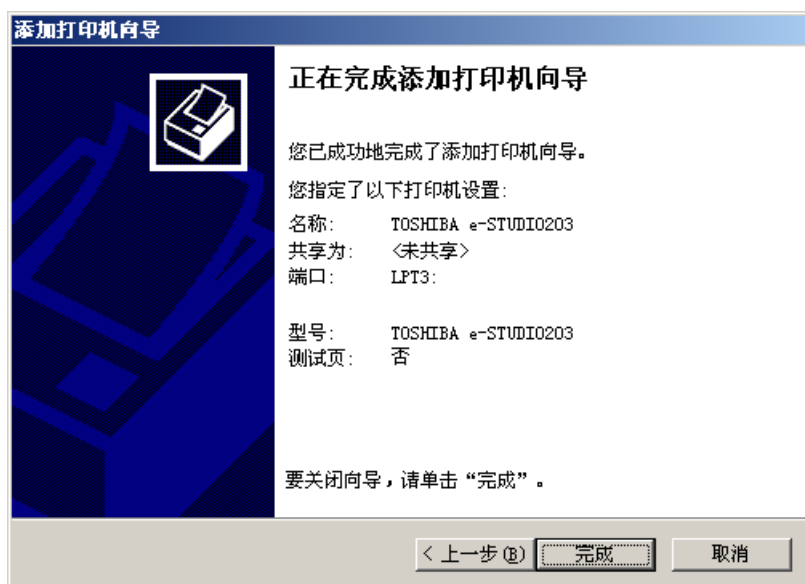 添加打印机向导
正在完成添加打印机向导
您已成功地完成了添加打印机向导。
您指定了以下打印机设置:
名称: TOSHIBA e-STUDIO203
共享为: <未共享>
端口: LPT3:
型号: TOSHIBA e-STUDIO203
测试页: 否
要关闭向导，请单击“完成”。
< 上一步(B) 完成 取消